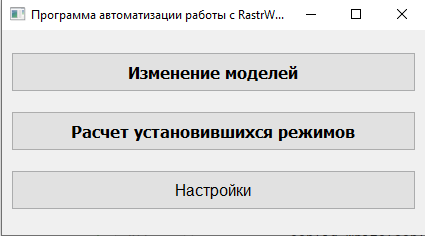 Программа автоматизации работы с RastrW...
Изменение моделей
Расчет установившихся режимов
Настройки